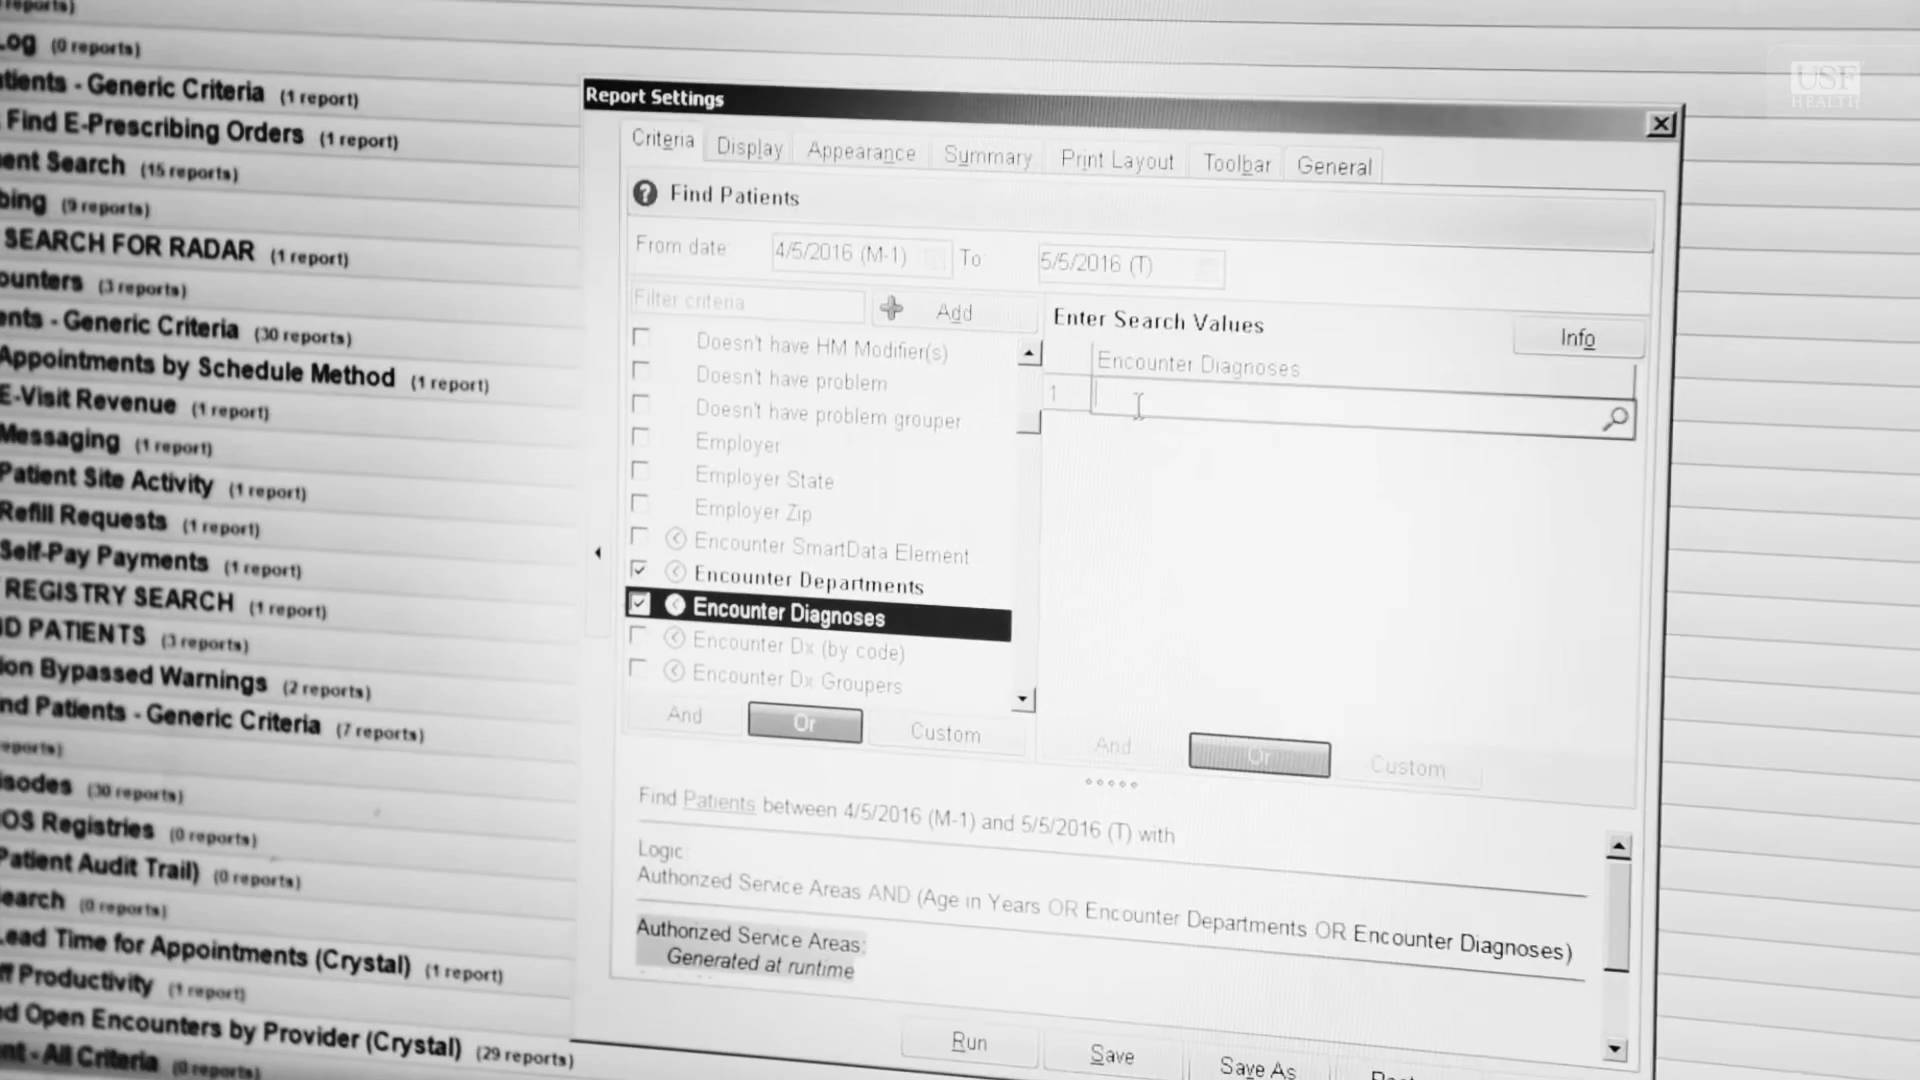 reports)
Log (0 reports)
atients - Generic Criteria (1 report)
Find E-Prescribing Orders (1 report)
ent Search (15 reports)
bing (9 reports)
SEARCH FOR RADAR (1 report)
ounters (3 reports)
ents - Generic Criteria (30 reports)
Appointments by Schedule Method (1 report)
E-Visit Revenue (1 report)
Messaging (1 report)
Patient Site Activity (1 report)
Refill Requests (1 report)
Self-Pay Payments (1 report)
REGISTRY SEARCH (1 report)
ND PATIENTS (3 reports)
ion Bypassed Warnings (2 reports)
nd Patients - Generic Criteria (7 reports)
eports)
isodes (30 reports)
OS Registries (0 reports)
Patient Audit Trail) (0 reports)
earch (0 reports)
Lead Time for Appointments (Crystal) (1 report)
ff Productivity (1 report)
d Open Encounters by Provider (Crystal) (29 reports)
nt - All Criteria (0 reports)
USF
HEALTH
Report Settings
Criteria Display Appearance Summary Print Layout Toolbar General
Find Patients
From date: 4/5/2016 (M-1) To 5/5/2016 (T)
Filter criteria Add
Doesn't have HM Modifier(s)
Doesn't have problem
Doesn't have problem grouper
Employer
Employer State
Employer Zip
Encounter SmartData Element
Encounter Departments
Encounter Diagnoses
Encounter Dx (by code)
Encounter Dx Groupers
And Or Custom
Enter Search Values
Info
Encounter Diagnoses
1
And Or Custom
Find Patients between 4/5/2016 (M-1) and 5/5/2016 (T) with
Logic:
Authorized Service Areas AND (Age in Years OR Encounter Departments OR Encounter Diagnoses)
Authorized Service Areas:
Generated at runtime
Run Save Save As